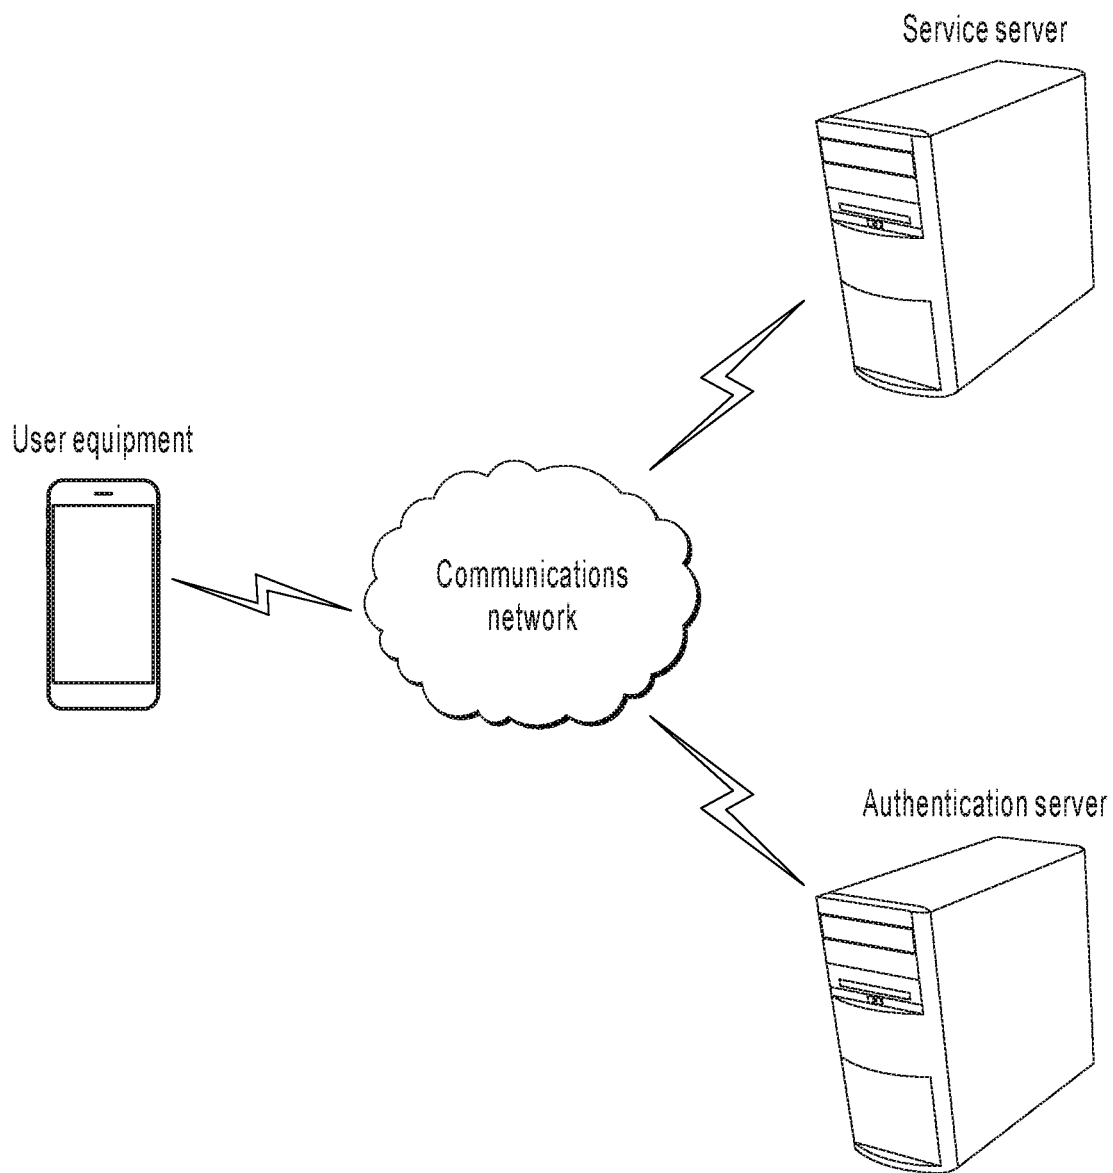 Service server
User equipment
Communications
network
Authentication server